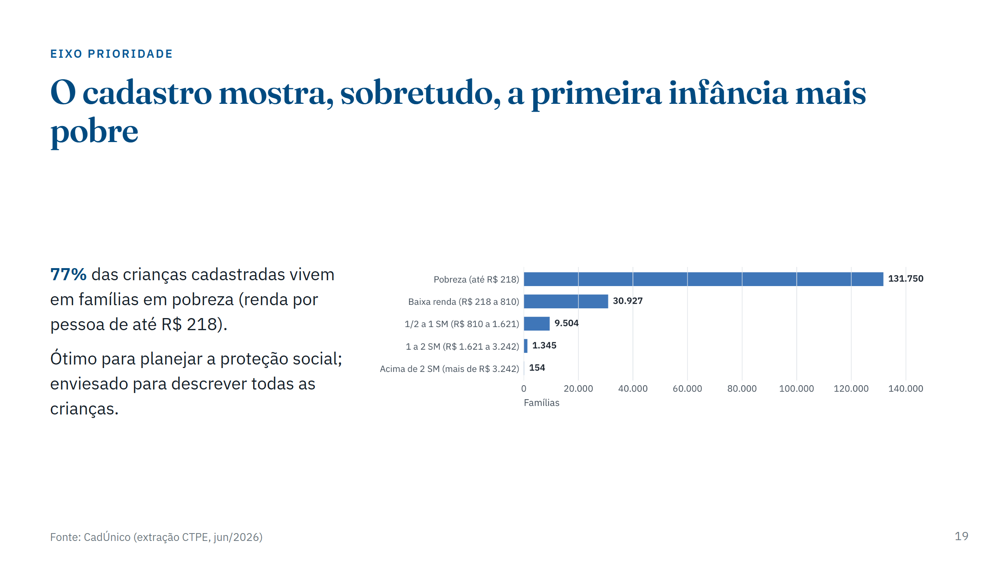 EIXO PRIORIDADE
O cadastro mostra, sobretudo, a primeira infância mais
pobre
77% das crianças cadastradas vivem
em famílias em pobreza (renda por
pessoa de até R$ 218).
Ótimo para planejar a proteção social;
enviesado para descrever todas as
crianças.
Pobreza (até R$ 218) 131.750
Baixa renda (R$ 218 a 810) 30.927
1/2 a 1 SM (R$ 810 a 1.621) 9.504
1 a 2 SM (R$ 1.621 a 3.242) 1.345
Acima de 2 SM (mais de R$ 3.242) 154
0 20.000 40.000 60.000 80.000 100.000 120.000 140.000
Famílias
Fonte: CadÚnico (extração CTPE, jun/2026)
19